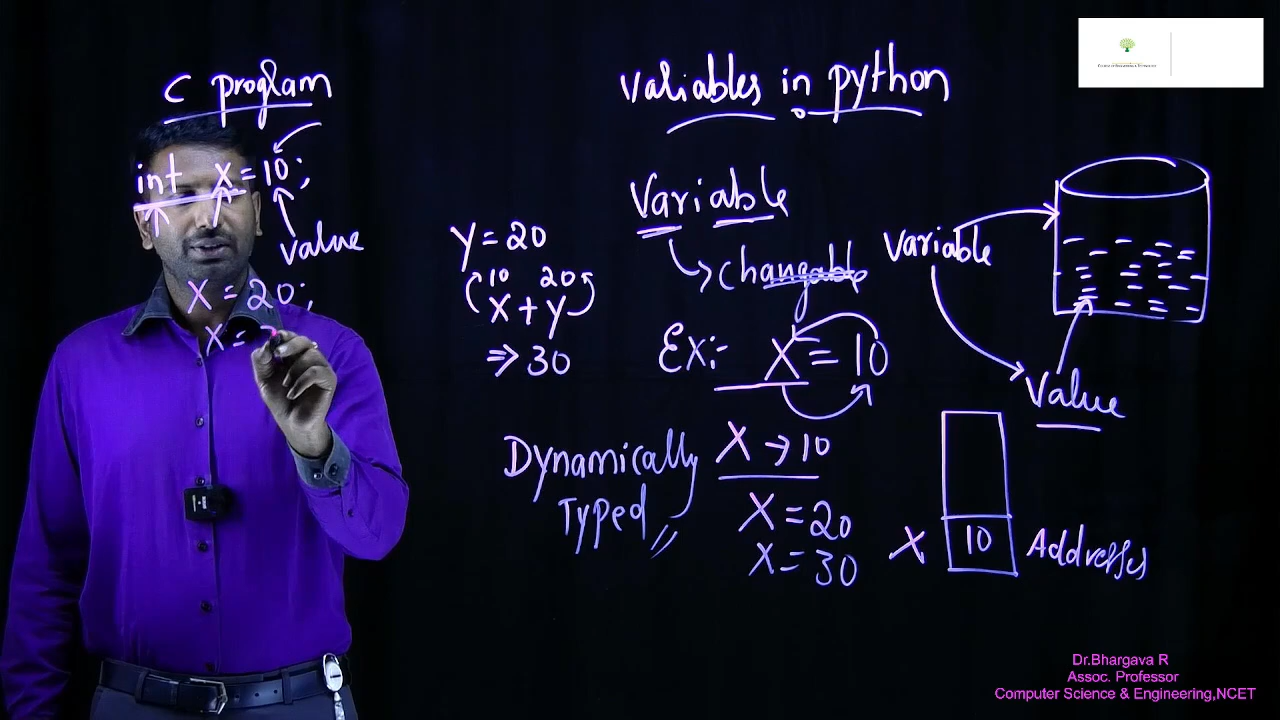 C program
int X = 10;
value
X = 20;
X =
Variables in python
Variable
changable
Y = 20
10 20
X + Y
⇒ 30
Ex:- X = 10
Dynamically
Typed
X → 10
X = 20
X = 30
Variable
Value
X 10 Addresses
Dr.Bhargava R
Assoc. Professor
Computer Science & Engineering,NCET